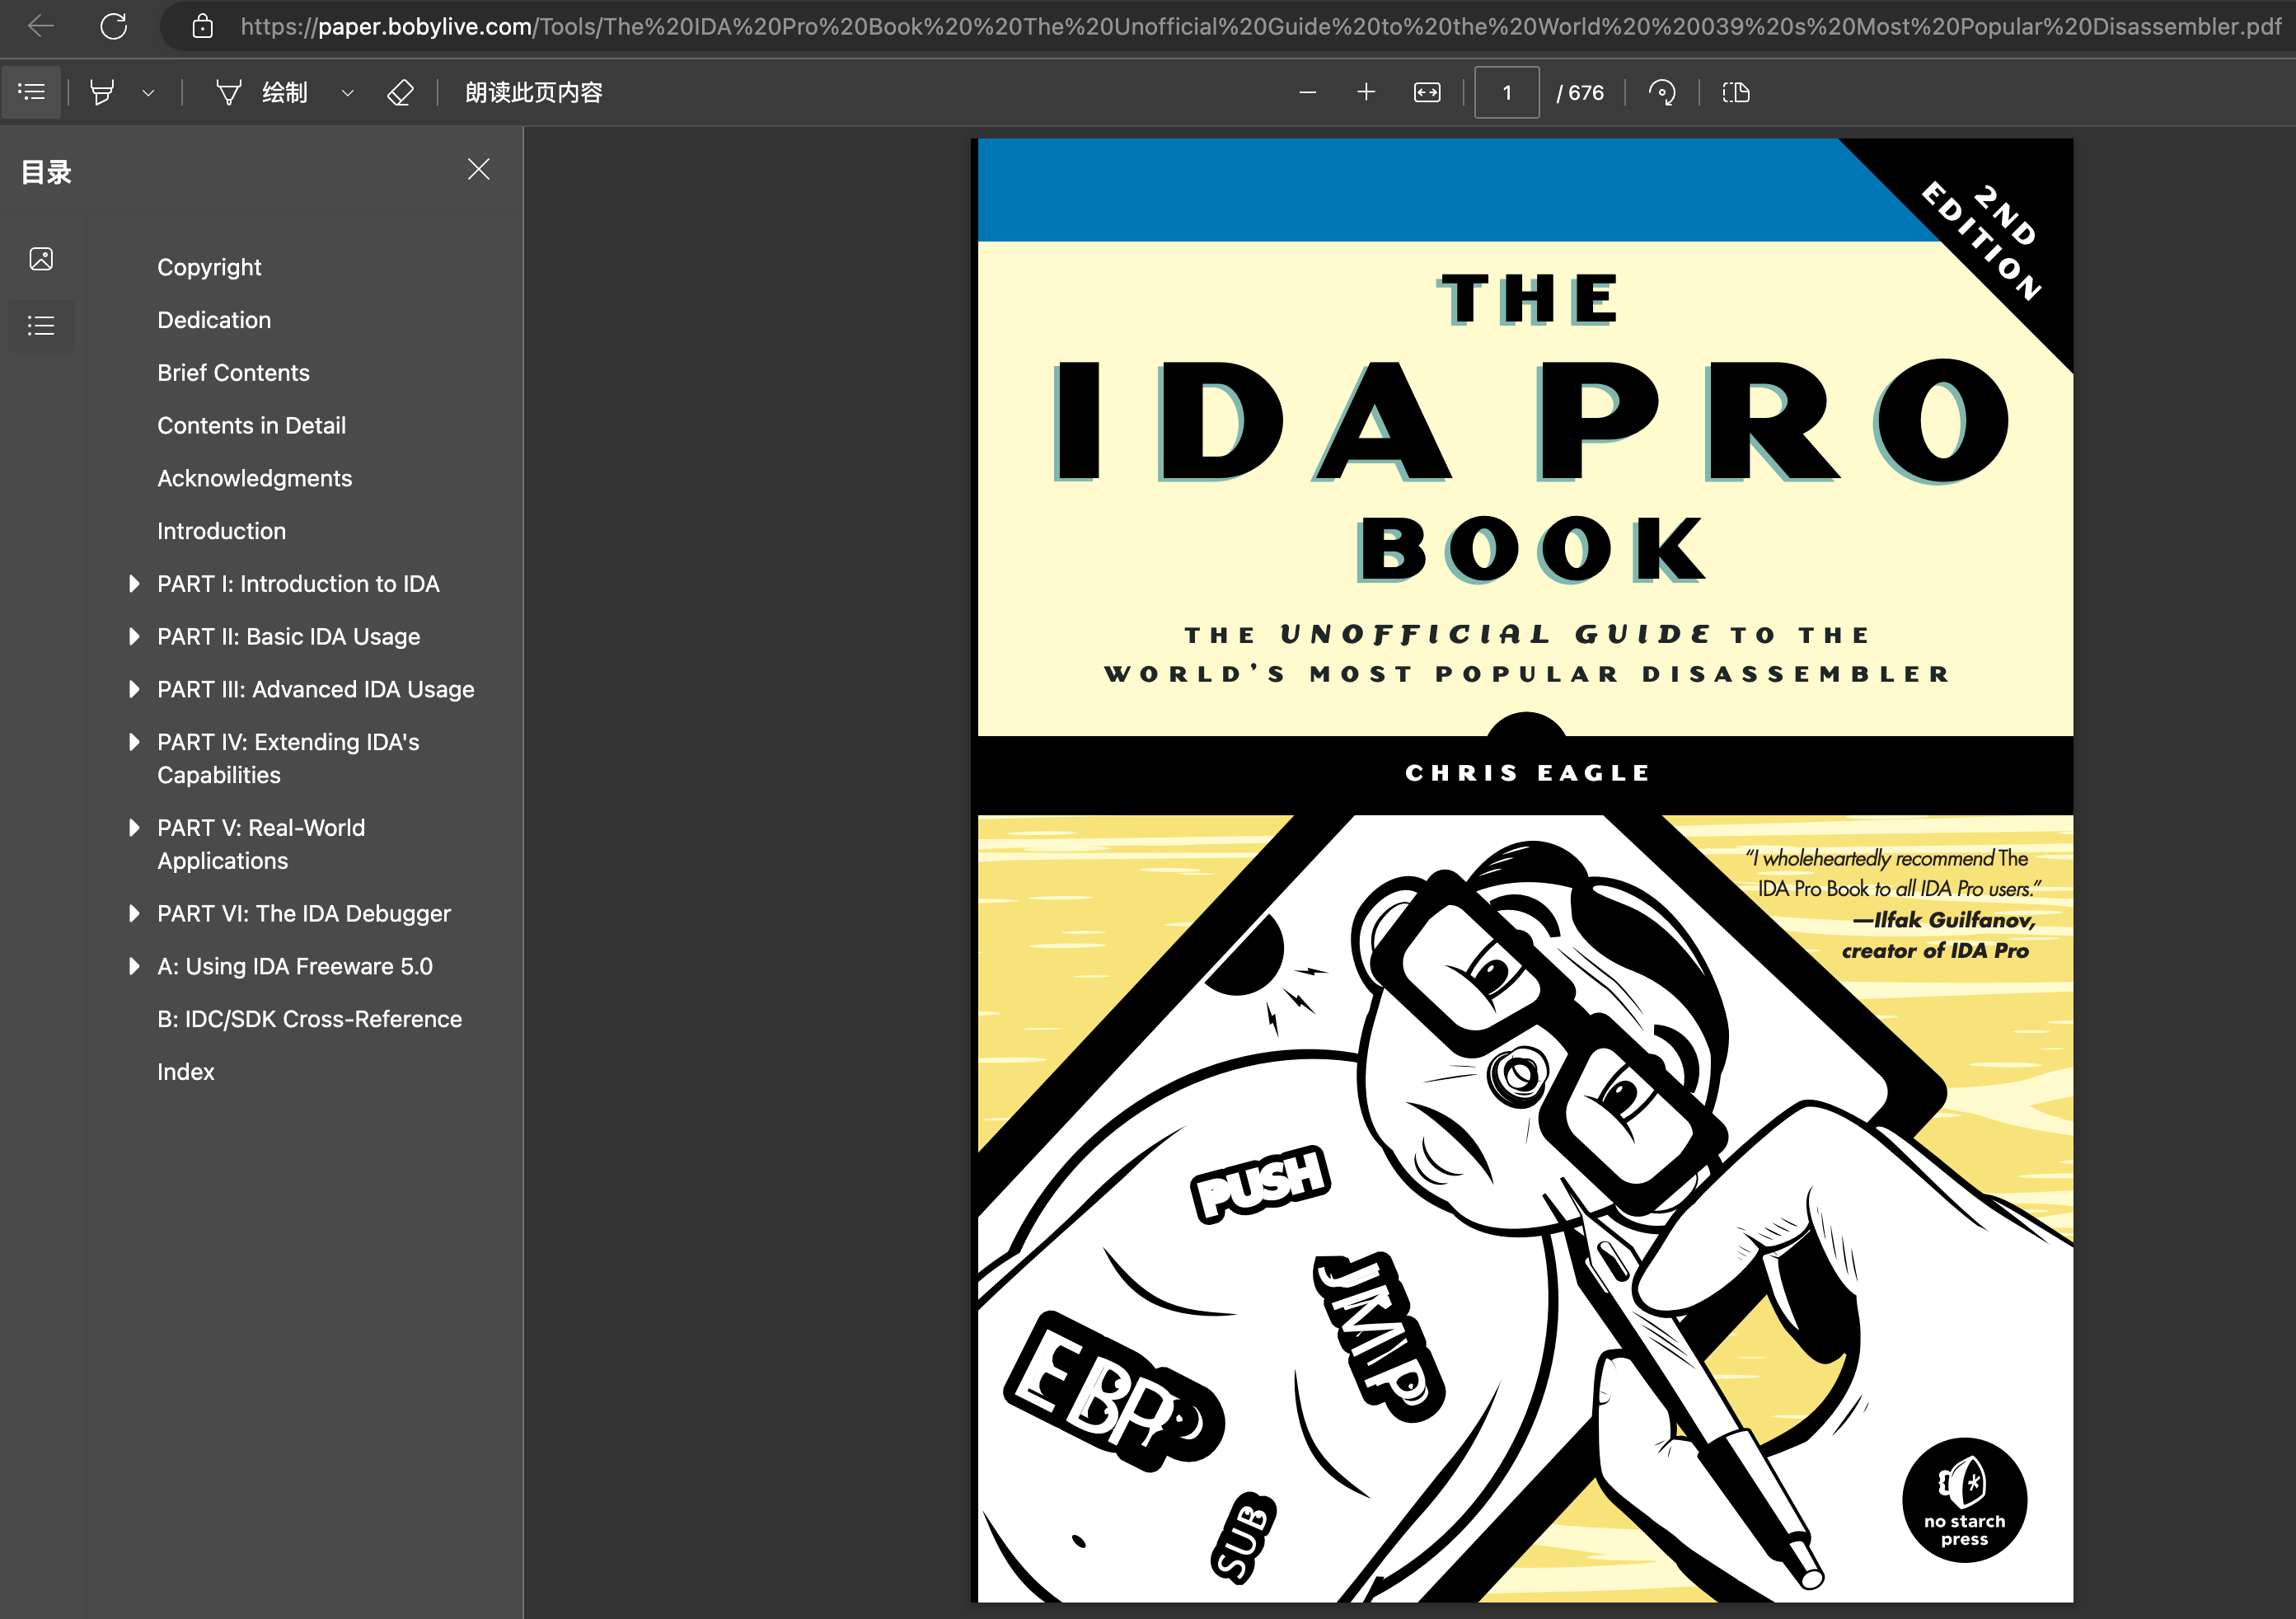 https://paper.bobylive.com/Tools/The%20IDA%20Pro%20Book%20%20The%20Unofficial%20Guide%20to%20the%20World%20%20039%20s%20Most%20Popular%20Disassembler.pdf
绘制
朗读此页内容
1
/ 676
目录
Copyright
Dedication
Brief Contents
Contents in Detail
Acknowledgments
Introduction
PART I: Introduction to IDA
PART II: Basic IDA Usage
PART III: Advanced IDA Usage
PART IV: Extending IDA's
Capabilities
PART V: Real-World
Applications
PART VI: The IDA Debugger
A: Using IDA Freeware 5.0
B: IDC/SDK Cross-Reference
Index
2ND
EDITION
THE
IDA PRO
BOOK
THE UNOFFICIAL GUIDE TO THE
WORLD'S MOST POPULAR DISASSEMBLER
CHRIS EAGLE
“I wholeheartedly recommend The
IDA Pro Book to all IDA Pro users.”
—Ilfak Guilfanov,
creator of IDA Pro
PUSH
JMP
EBP
SUB
no starch
press